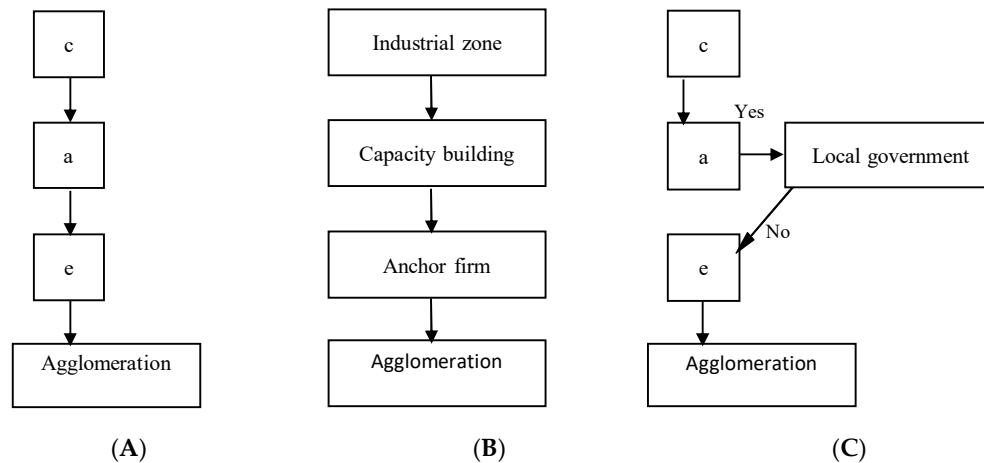 c
a
e
Agglomeration
(A)
Industrial zone
Capacity building
Anchor firm
Agglomeration
(B)
c
Yes
a
Local government
No
e
Agglomeration
(C)